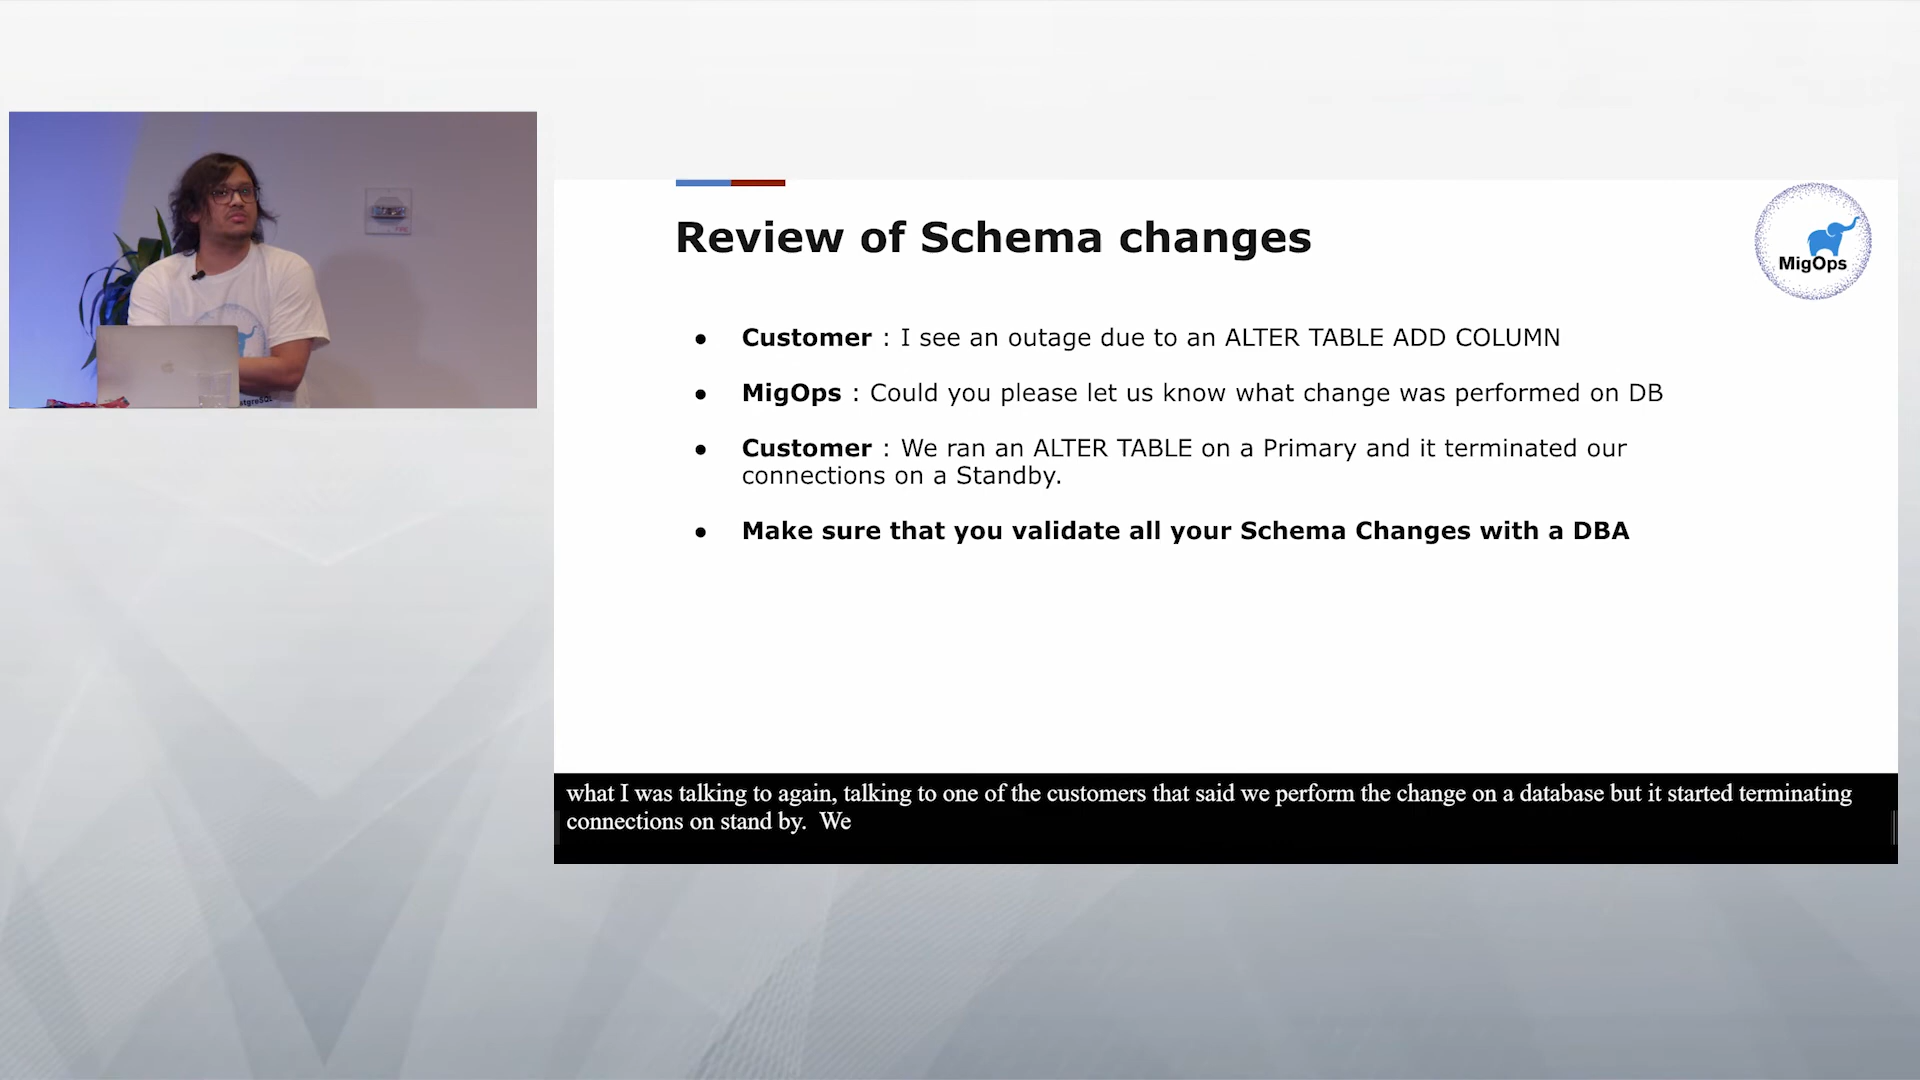 Review of Schema changes
MigOps
● Customer : I see an outage due to an ALTER TABLE ADD COLUMN
● MigOps : Could you please let us know what change was performed on DB
● Customer : We ran an ALTER TABLE on a Primary and it terminated our
connections on a Standby.
● Make sure that you validate all your Schema Changes with a DBA
what I was talking to again, talking to one of the customers that said we perform the change on a database but it started terminating
connections on stand by.  We
FIRE